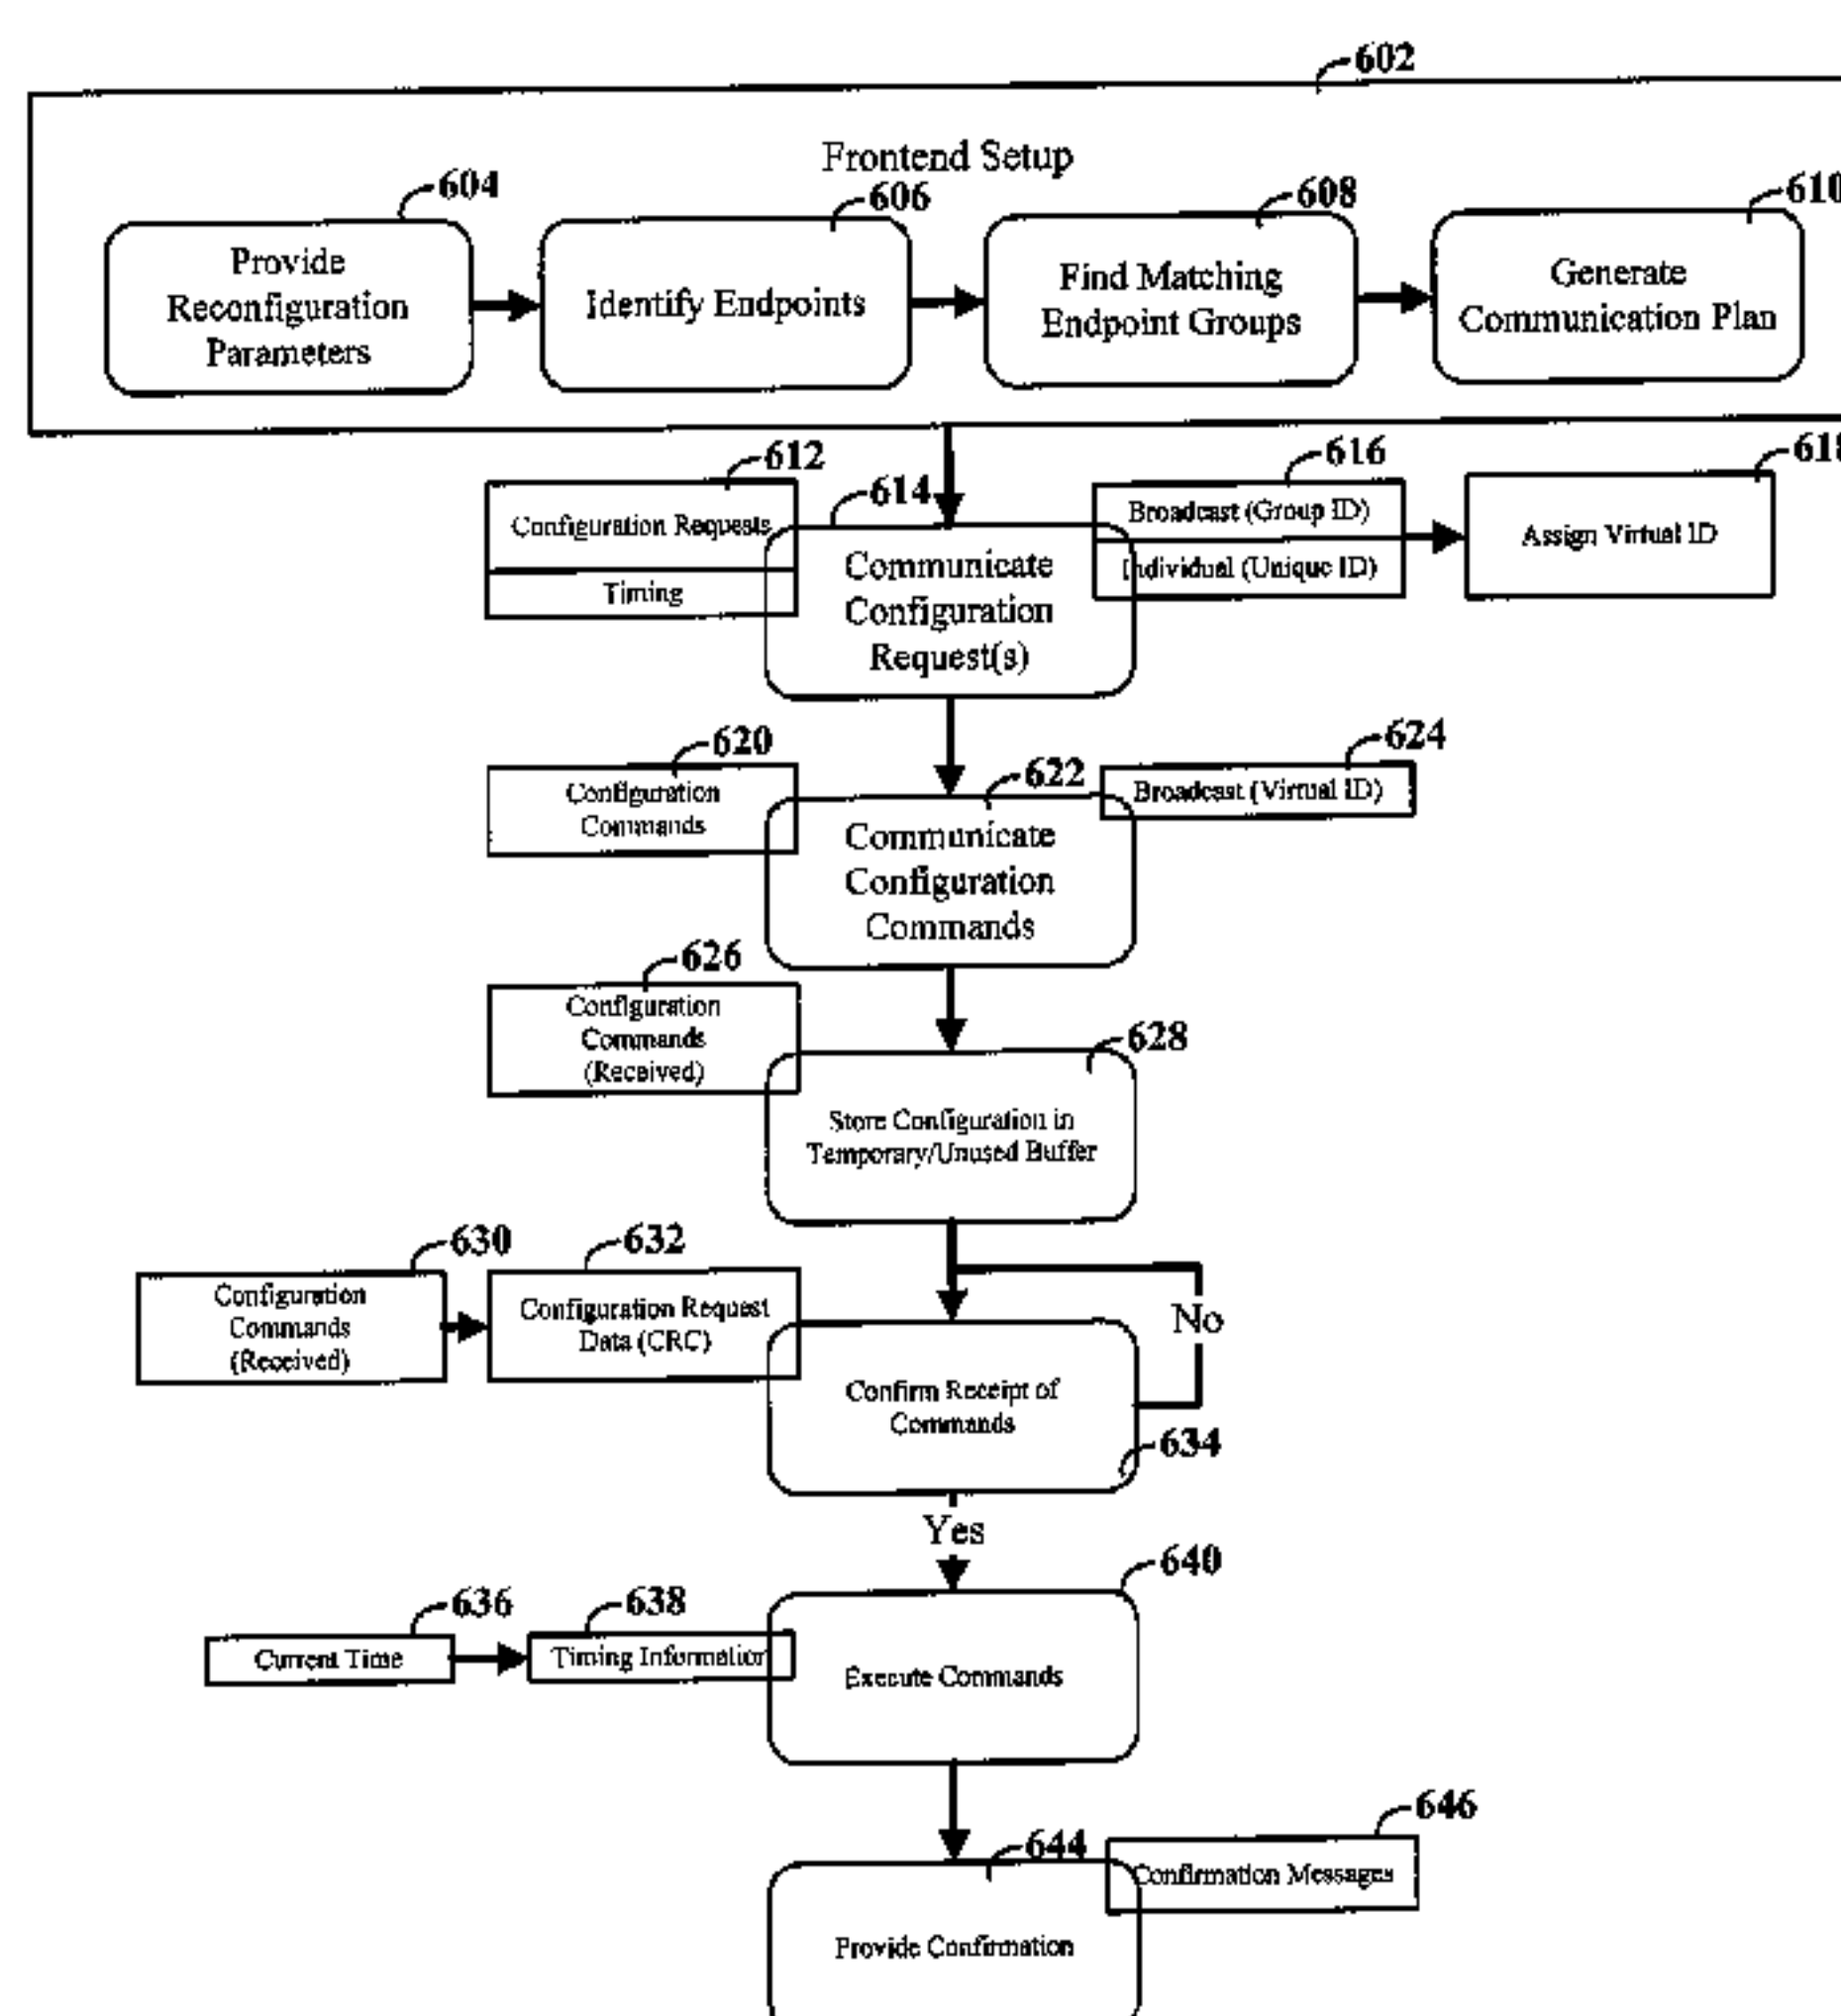 602
Frontend Setup
604
606
608
610
Provide
Reconfiguration
Parameters
Identify Endpoints
Find Matching
Endpoint Groups
Generate
Communication Plan
612
614
616
618
Configuration Requests
Timing
Communicate
Configuration
Request(s)
Broadcast (Group ID)
Individual (Unique ID)
Assign Virtual ID
620
622
624
Configuration
Commands
Communicate
Configuration
Commands
Broadcast (Virtual ID)
626
628
Configuration
Commands
(Received)
Store Configuration in
Temporary/Unused Buffer
630
632
Configuration
Commands
(Received)
Configuration Request
Data (CRC)
No
Confirm Receipt of
Commands
634
Yes
636
638
640
Current Time
Timing Information
Execute Commands
644
646
Confirmation Messages
Provide Confirmation